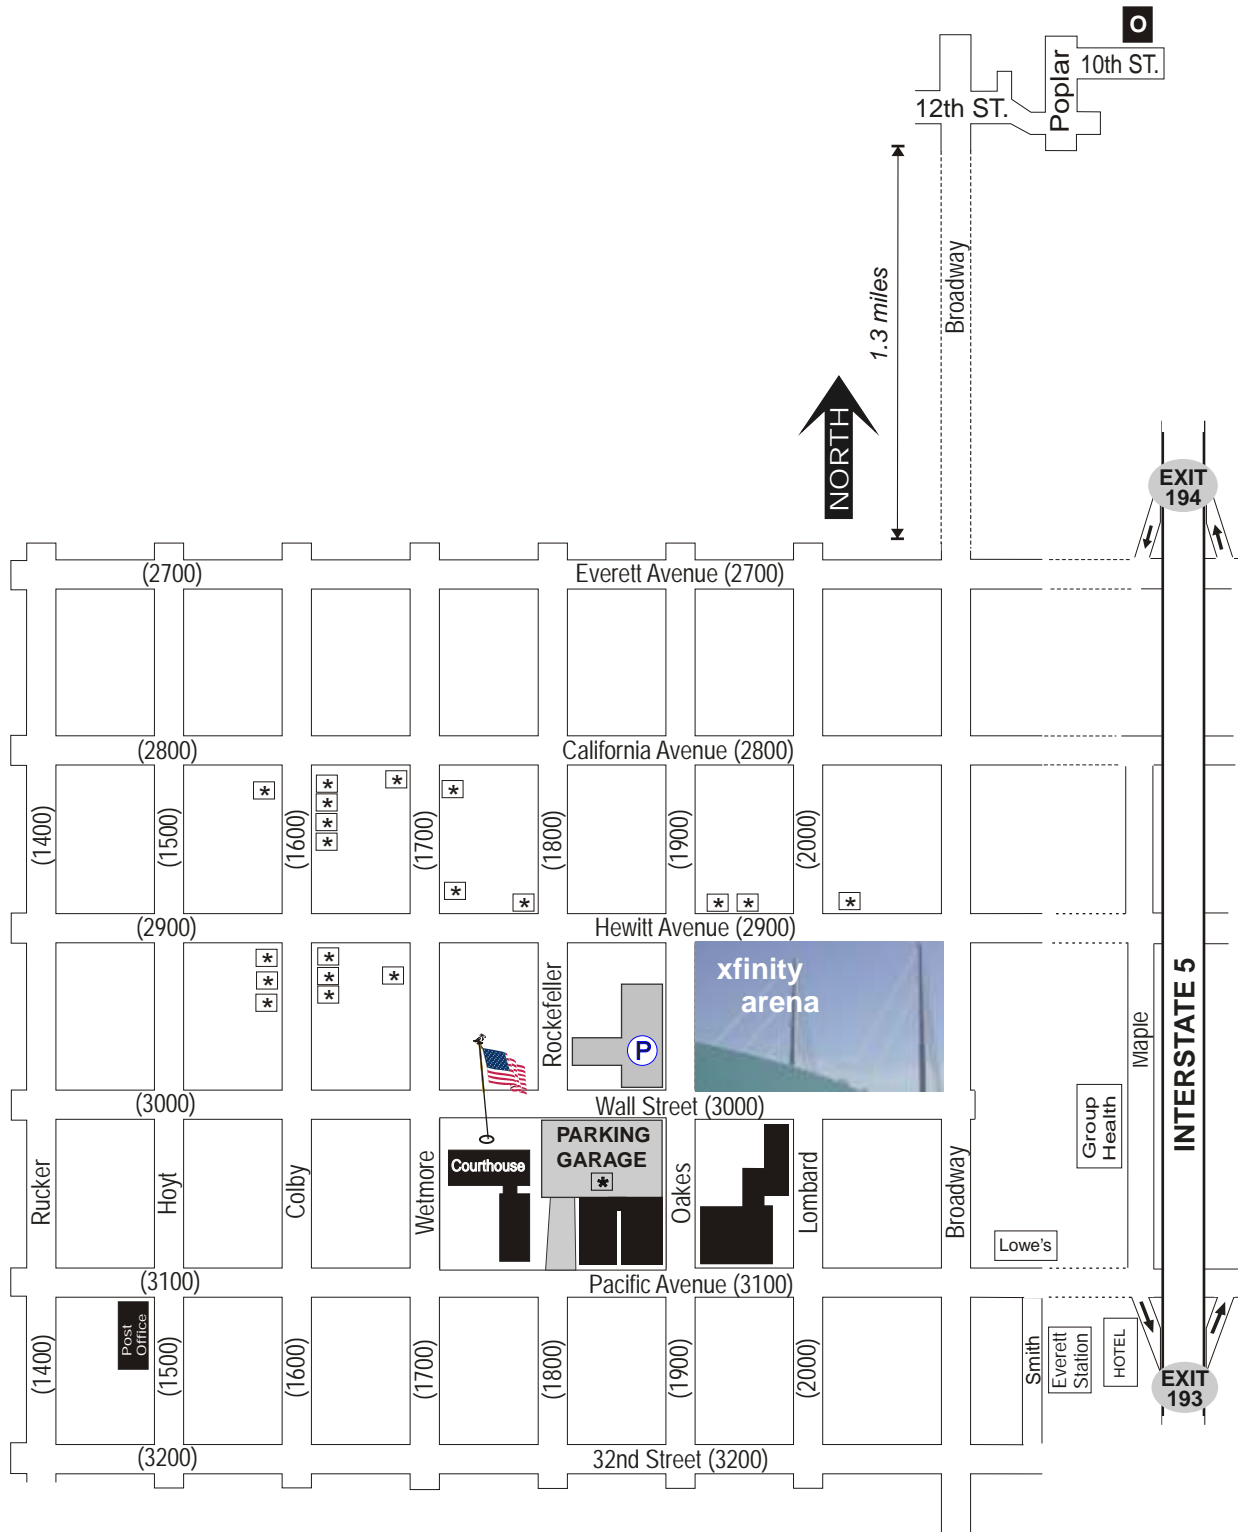 O
10th ST.
Poplar
12th ST.
Broadway
1.3 miles
NORTH
EXIT
194
(2700)
Everett Avenue (2700)
(2800)
California Avenue (2800)
*
*
*
*
*
*
*
(1400)
(1500)
(1600)
(1700)
(1800)
(1900)
(2000)
*
*
*
*
*
(2900)
Hewitt Avenue (2900)
*
*
*
*
*
*
*
Rockefeller
P
xfinity
arena
Maple
INTERSTATE 5
(3000)
Wall Street (3000)
Group
Health
PARKING
GARAGE
*
Courthouse
Rucker
Hoyt
Colby
Wetmore
Oakes
Lombard
Broadway
Lowe's
(3100)
Pacific Avenue (3100)
Post
Office
(1400)
(1500)
(1600)
(1700)
(1800)
(1900)
(2000)
Smith
Everett
Station
HOTEL
EXIT
193
(3200)
32nd Street (3200)